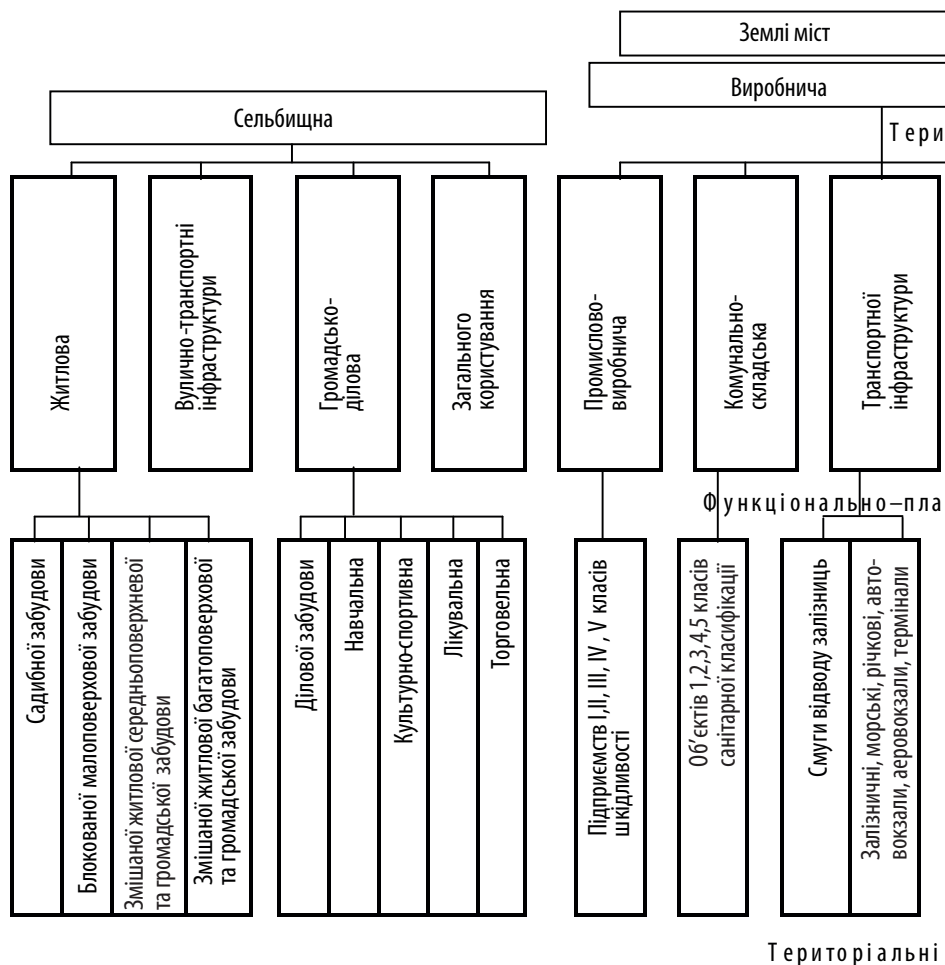 Землі міст
Виробнича
Сельбищна
Тери
Житлова
Вулично-транспортні
інфраструктури
Громадсько-
ділова
Загального
користування
Промислово-
виробнича
Комунально-
складська
Транспортної
інфраструктури
Функціонально–пла
Садибної забудови
Блокованої малоповерхової забудови
Змішаної житлової середньоповерхневої
та громадської забудови
Змішаної житлової багатоповерхової
та громадської забудови
Ділової забудови
Навчальна
Культурно-спортивна
Лікувальна
Торговельна
Підприємств I,II, III, IV , V класів
шкідливості
Об’єктів 1,2,3,4,5 класів
санітарної класифікації
Смуги відводу залізниць
Залізничні, морські, річкові, авто-
вокзали, аеровокзали, термінали
Територіальні